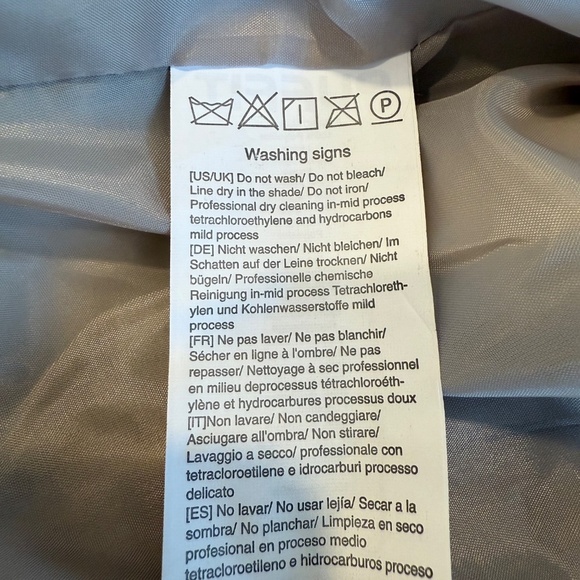 P
Washing signs
[US/UK] Do not wash/ Do not bleach/
Line dry in the shade/ Do not iron/
Professional dry cleaning in-mid process
tetrachloroethylene and hydrocarbons
mild process
[DE] Nicht waschen/ Nicht bleichen/ Im
Schatten auf der Leine trocknen/ Nicht
bügeln/ Professionelle chemische
Reinigung in-mid process Tetrachloreth-
ylen und Kohlenwasserstoffe mild
process
[FR] Ne pas laver/ Ne pas blanchir/
Sécher en ligne à l'ombre/ Ne pas
repasser/ Nettoyage à sec professionnel
en milieu deprocessus tétrachloroéth-
ylène et hydrocarbures processus doux
[IT]Non lavare/ Non candeggiare/
Asciugare all'ombra/ Non stirare/
Lavaggio a secco/ professionale con
tetracloroetilene e idrocarburi processo
delicato
[ES] No lavar/ No usar lejía/ Secar a la
sombra/ No planchar/ Limpieza en seco
profesional en proceso medio
tetracloroetileno e hidrocarburos proceso